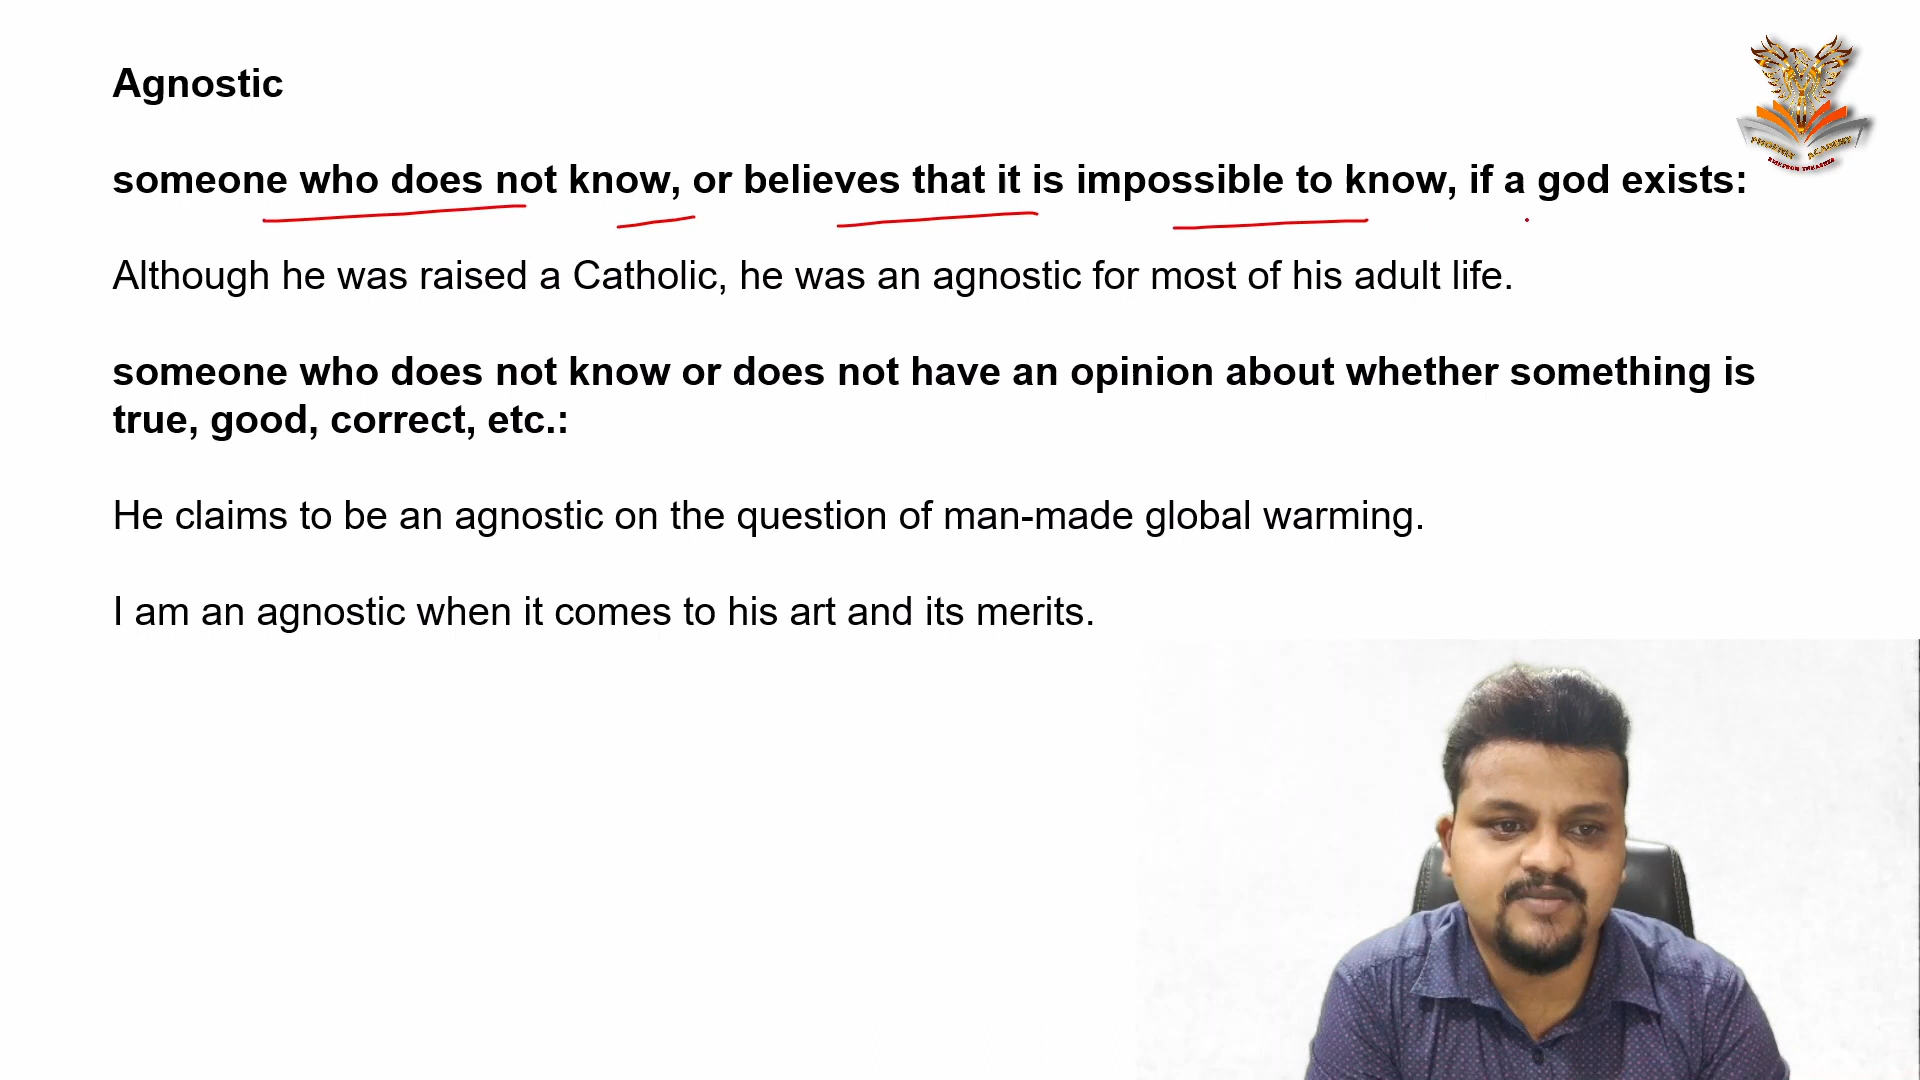 Agnostic
someone who does not know, or believes that it is impossible to know, if a god exists:
Although he was raised a Catholic, he was an agnostic for most of his adult life.
someone who does not know or does not have an opinion about whether something is
true, good, correct, etc.:
He claims to be an agnostic on the question of man-made global warming.
I am an agnostic when it comes to his art and its merits.
PHOENIX ACADEMY